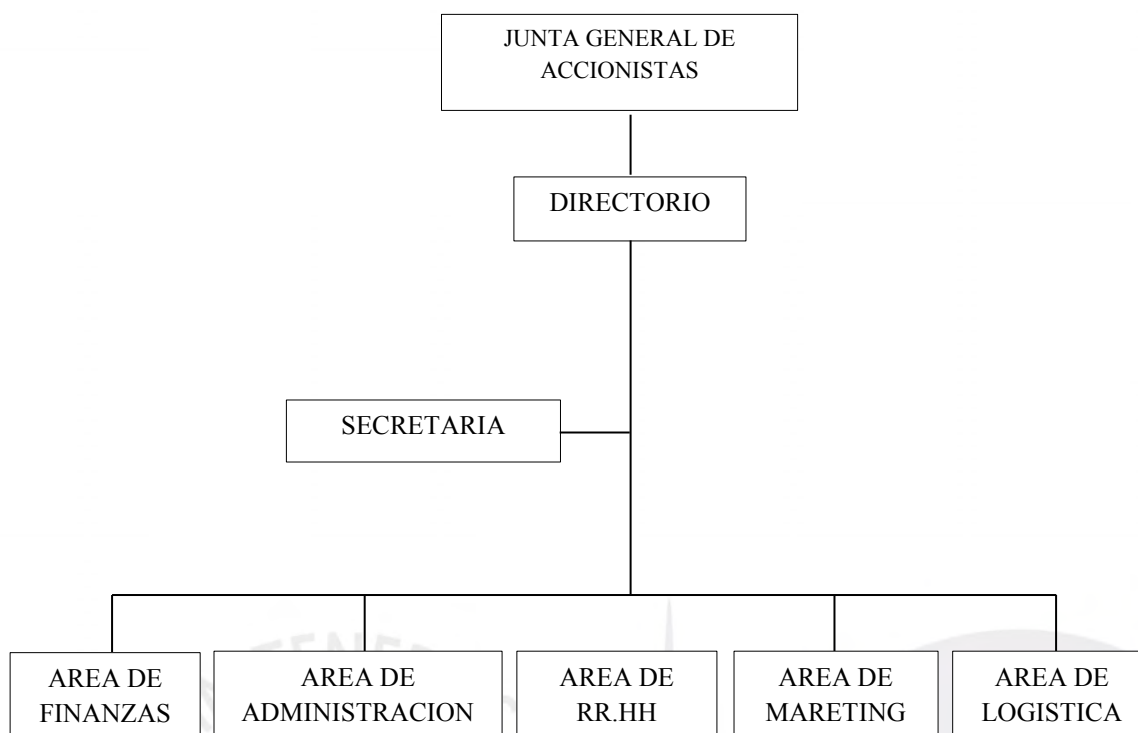 JUNTA GENERAL DE
ACCIONISTAS
DIRECTORIO
SECRETARIA
AREA DE
FINANZAS
AREA DE
ADMINISTRACION
AREA DE
RR.HH
AREA DE
MARETING
AREA DE
LOGISTICA